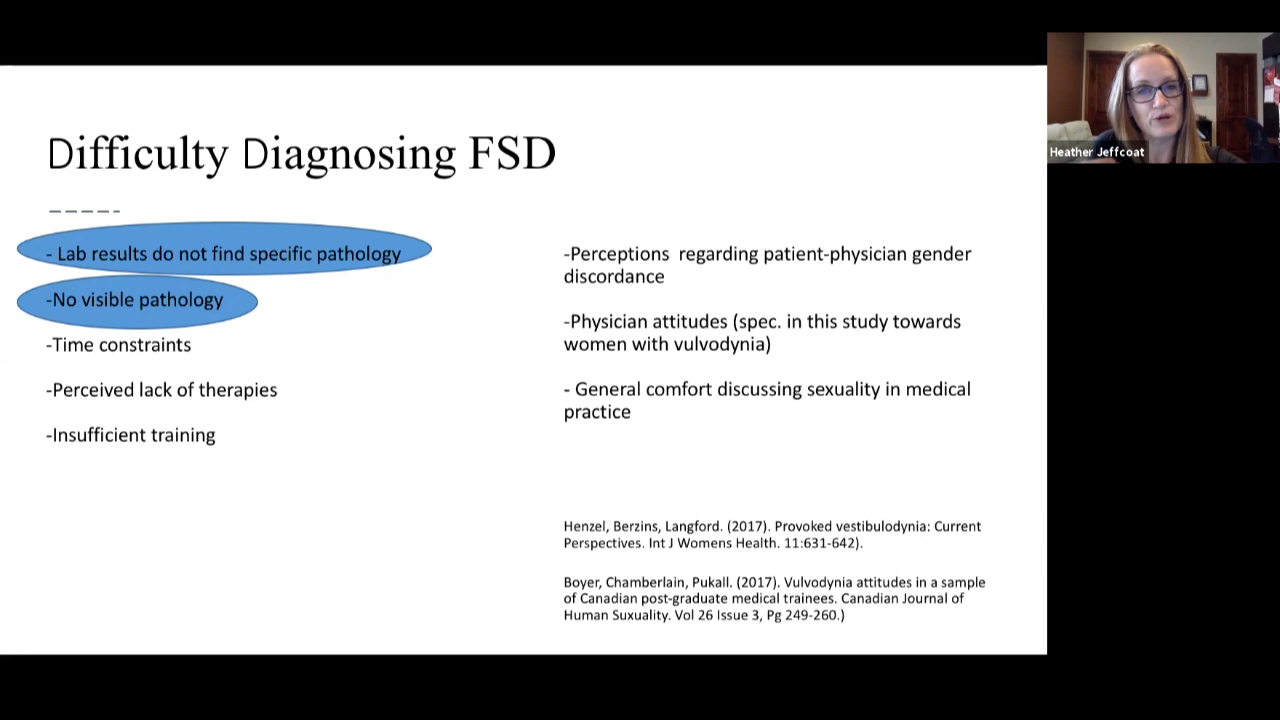 Difficulty Diagnosing FSD
- Lab results do not find specific pathology
-No visible pathology
-Time constraints
-Perceived lack of therapies
-Insufficient training
-Perceptions  regarding patient-physician gender
discordance
-Physician attitudes (spec. in this study towards
women with vulvodynia)
- General comfort discussing sexuality in medical
practice
Henzel, Berzins, Langford. (2017). Provoked vestibulodynia: Current
Perspectives. Int J Womens Health. 11:631-642).
Boyer, Chamberlain, Pukall. (2017). Vulvodynia attitudes in a sample
of Canadian post-graduate medical trainees. Canadian Journal of
Human Suxuality. Vol 26 Issue 3, Pg 249-260.)
Heather Jeffcoat